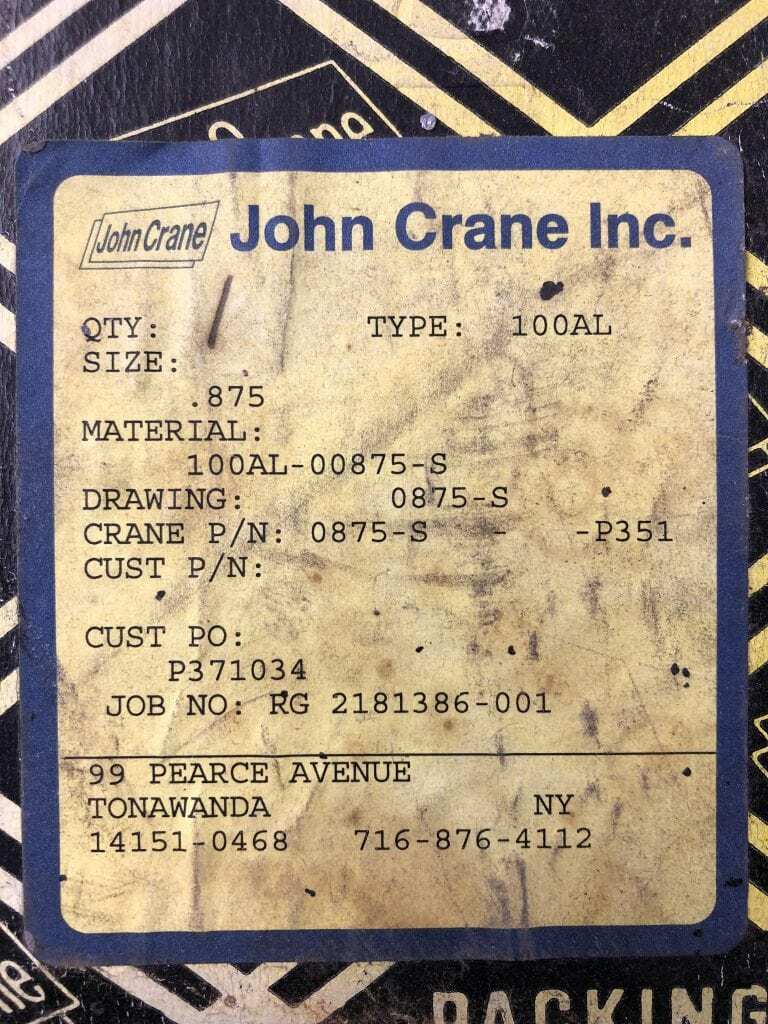 John Crane John Crane Inc.
QTY: 1 TYPE: 100AL
SIZE:
.875
MATERIAL:
100AL-00875-S
DRAWING: 0875-S
CRANE P/N: 0875-S - -P351
CUST P/N:
CUST PO:
P371034
JOB NO: RG 2181386-001
99 PEARCE AVENUE
TONAWANDA NY
14151-0468 716-876-4112
PACKING